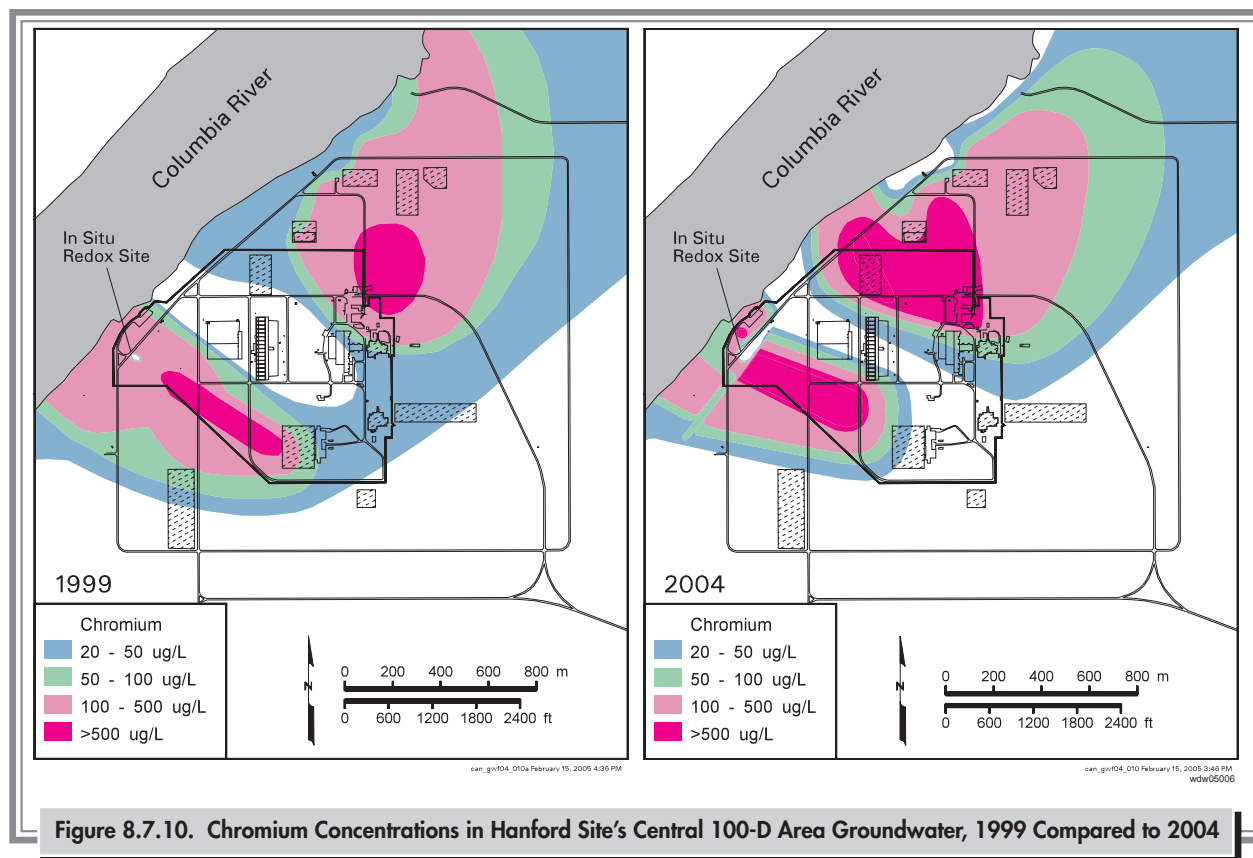 Columbia River
In Situ
Redox Site
1999
Chromium
20 - 50 ug/L
50 - 100 ug/L
100 - 500 ug/L
>500 ug/L
N
0 200 400 600 800 m
0 600 1200 1800 2400 ft
can_gwf04_010a February 15, 2005 4:36 PM
Columbia River
In Situ
Redox Site
2004
Chromium
20 - 50 ug/L
50 - 100 ug/L
100 - 500 ug/L
>500 ug/L
N
0 200 400 600 800 m
0 600 1200 1800 2400 ft
can_gwf04_010 February 15, 2005 3:46 PM
wdw05006
Figure 8.7.10. Chromium Concentrations in Hanford Site's Central 100-D Area Groundwater, 1999 Compared to 2004